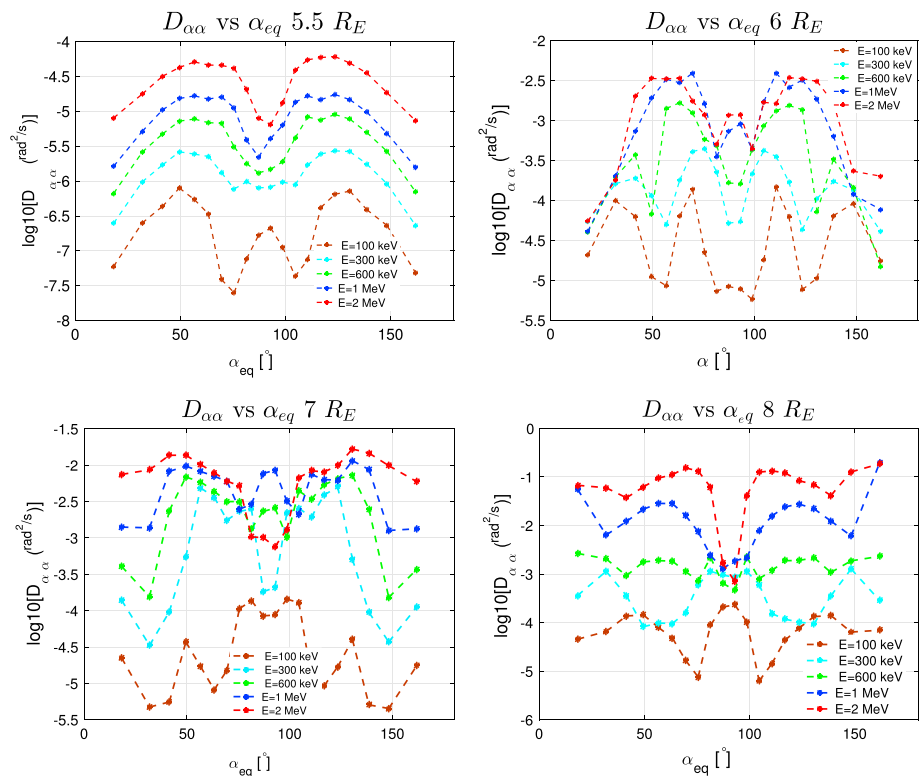 D_αα vs α_eq 5.5 R_E
-4
-4.5
-5
-5.5
-6
-6.5
-7
-7.5
-8
log10[D_α α (rad²/s)]
E=100 keV
E=300 keV
E=600 keV
E=1 MeV
E=2 MeV
0 50 100 150
α_eq [°]
D_αα vs α_eq 6 R_E
-2
-2.5
-3
-3.5
-4
-4.5
-5
-5.5
log10[D_α α (rad²/s)]
E=100 keV
E=300 keV
E=600 keV
E=1MeV
E=2 MeV
0 50 100 150
α [°]
D_αα vs α_eq 7 R_E
-1.5
-2
-2.5
-3
-3.5
-4
-4.5
-5
-5.5
log10[D_α α (rad²/s)]
E=100 keV
E=300 keV
E=600 keV
E=1 MeV
E=2 MeV
0 50 100 150
α_eq [°]
D_αα vs α_eq 8 R_E
0
-1
-2
-3
-4
-5
-6
log10[D_α α (rad²/s)]
E=100 keV
E=300 keV
E=600 keV
E=1 MeV
E=2 MeV
0 50 100 150
α_eq [°]